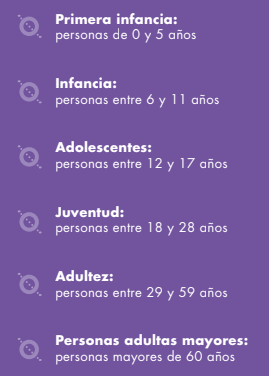 Primera infancia:
personas de 0 y 5 años
Infancia:
personas entre 6 y 11 años
Adolescentes:
personas entre 12 y 17 años
Juventud:
personas entre 18 y 28 años
Adultez:
personas entre 29 y 59 años
Personas adultas mayores:
personas mayores de 60 años